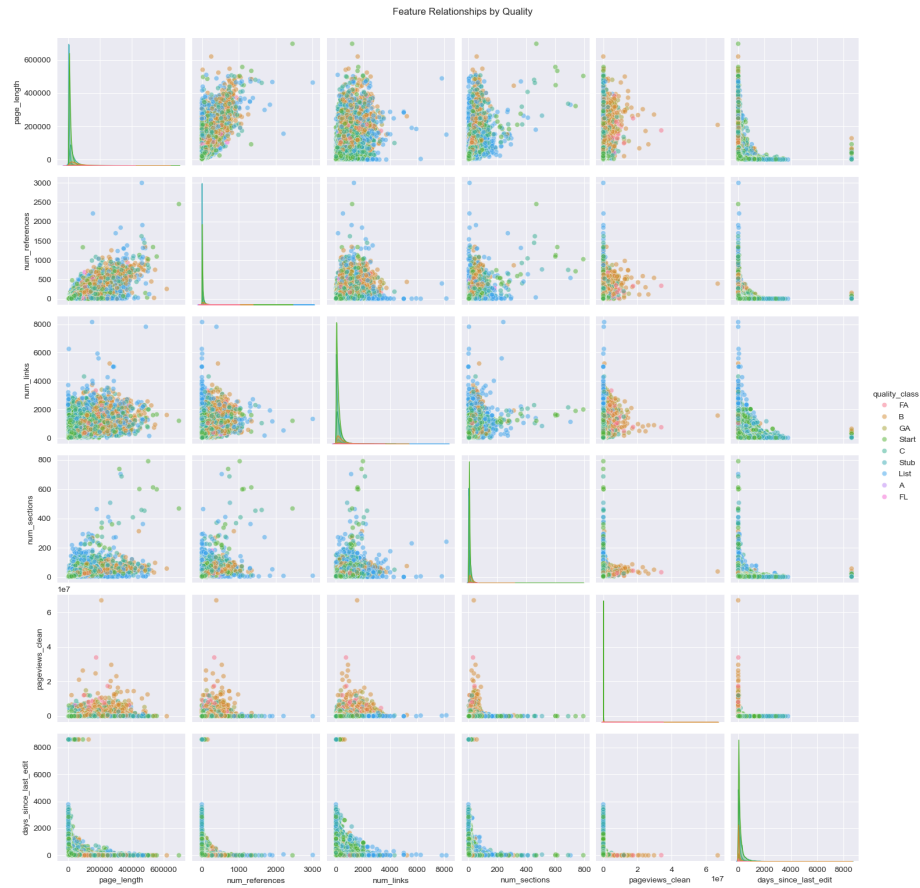 Feature Relationships by Quality
page_length
600000
400000
200000
0
num_references
3000
2500
2000
1500
1000
500
0
num_links
8000
6000
4000
2000
0
quality_class
FA
B
GA
Start
C
Stub
List
A
FL
num_sections
800
600
400
200
0
1e7
pageviews_clean
6
4
2
0
days_since_last_edit
8000
6000
4000
2000
0
0 200000 400000 600000
0 1000 2000 3000
0 2000 4000 6000 8000
0 200 400 600 800
0 2 4 6
0 2000 4000 6000 8000
1e7
page_length num_references num_links num_sections pageviews_clean days_since_last_edit